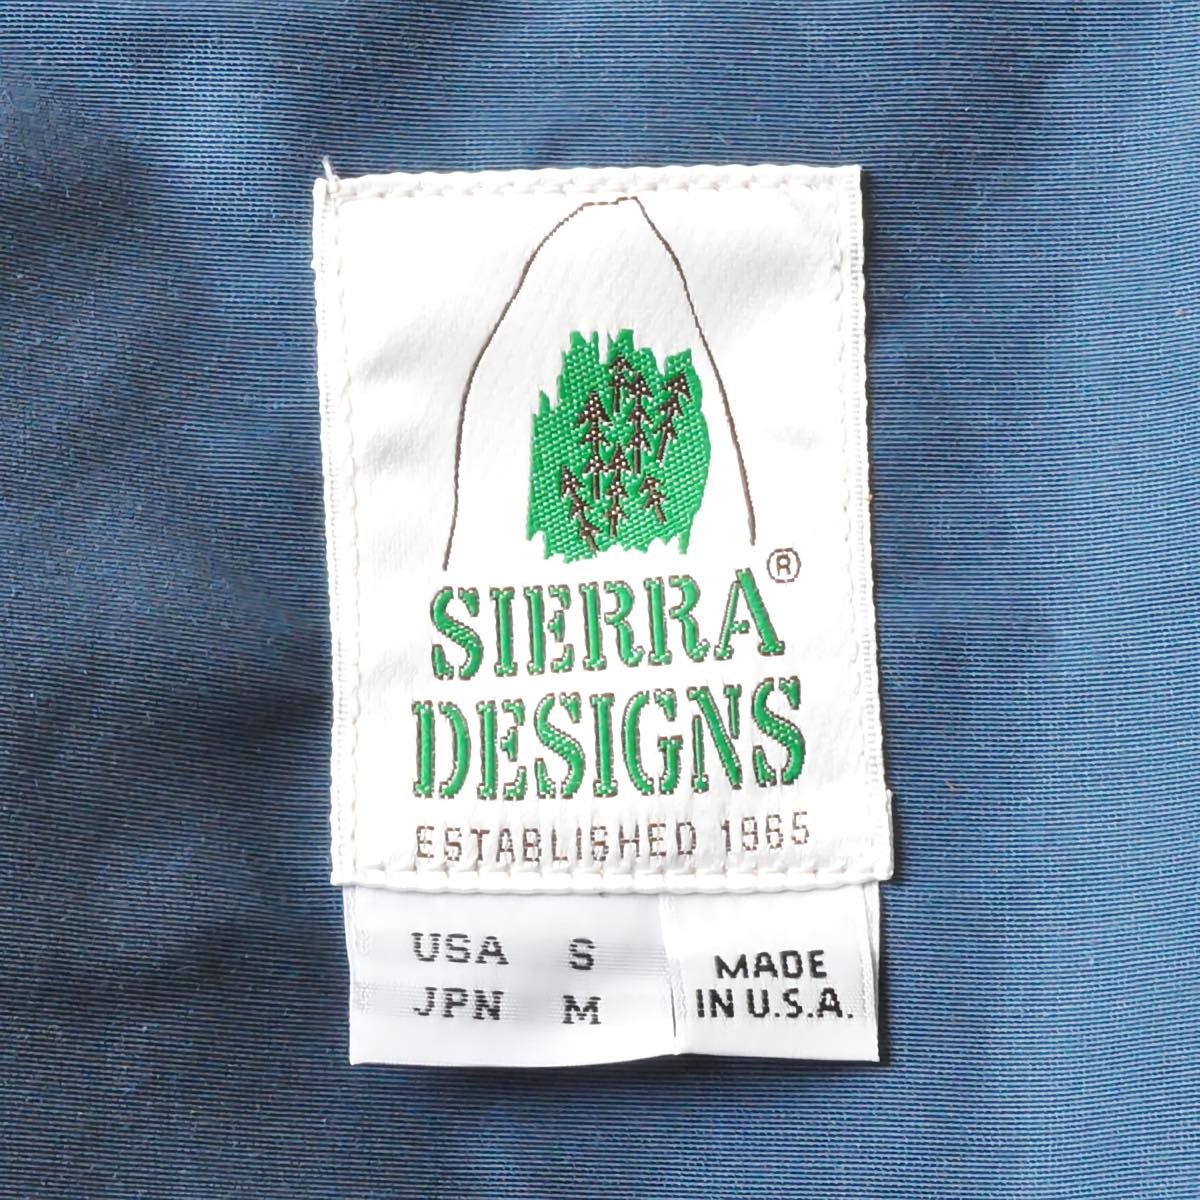 SIERRA®
DESIGNS
ESTABLISHED 1965
USA S
JPN M
MADE
IN U.S.A.